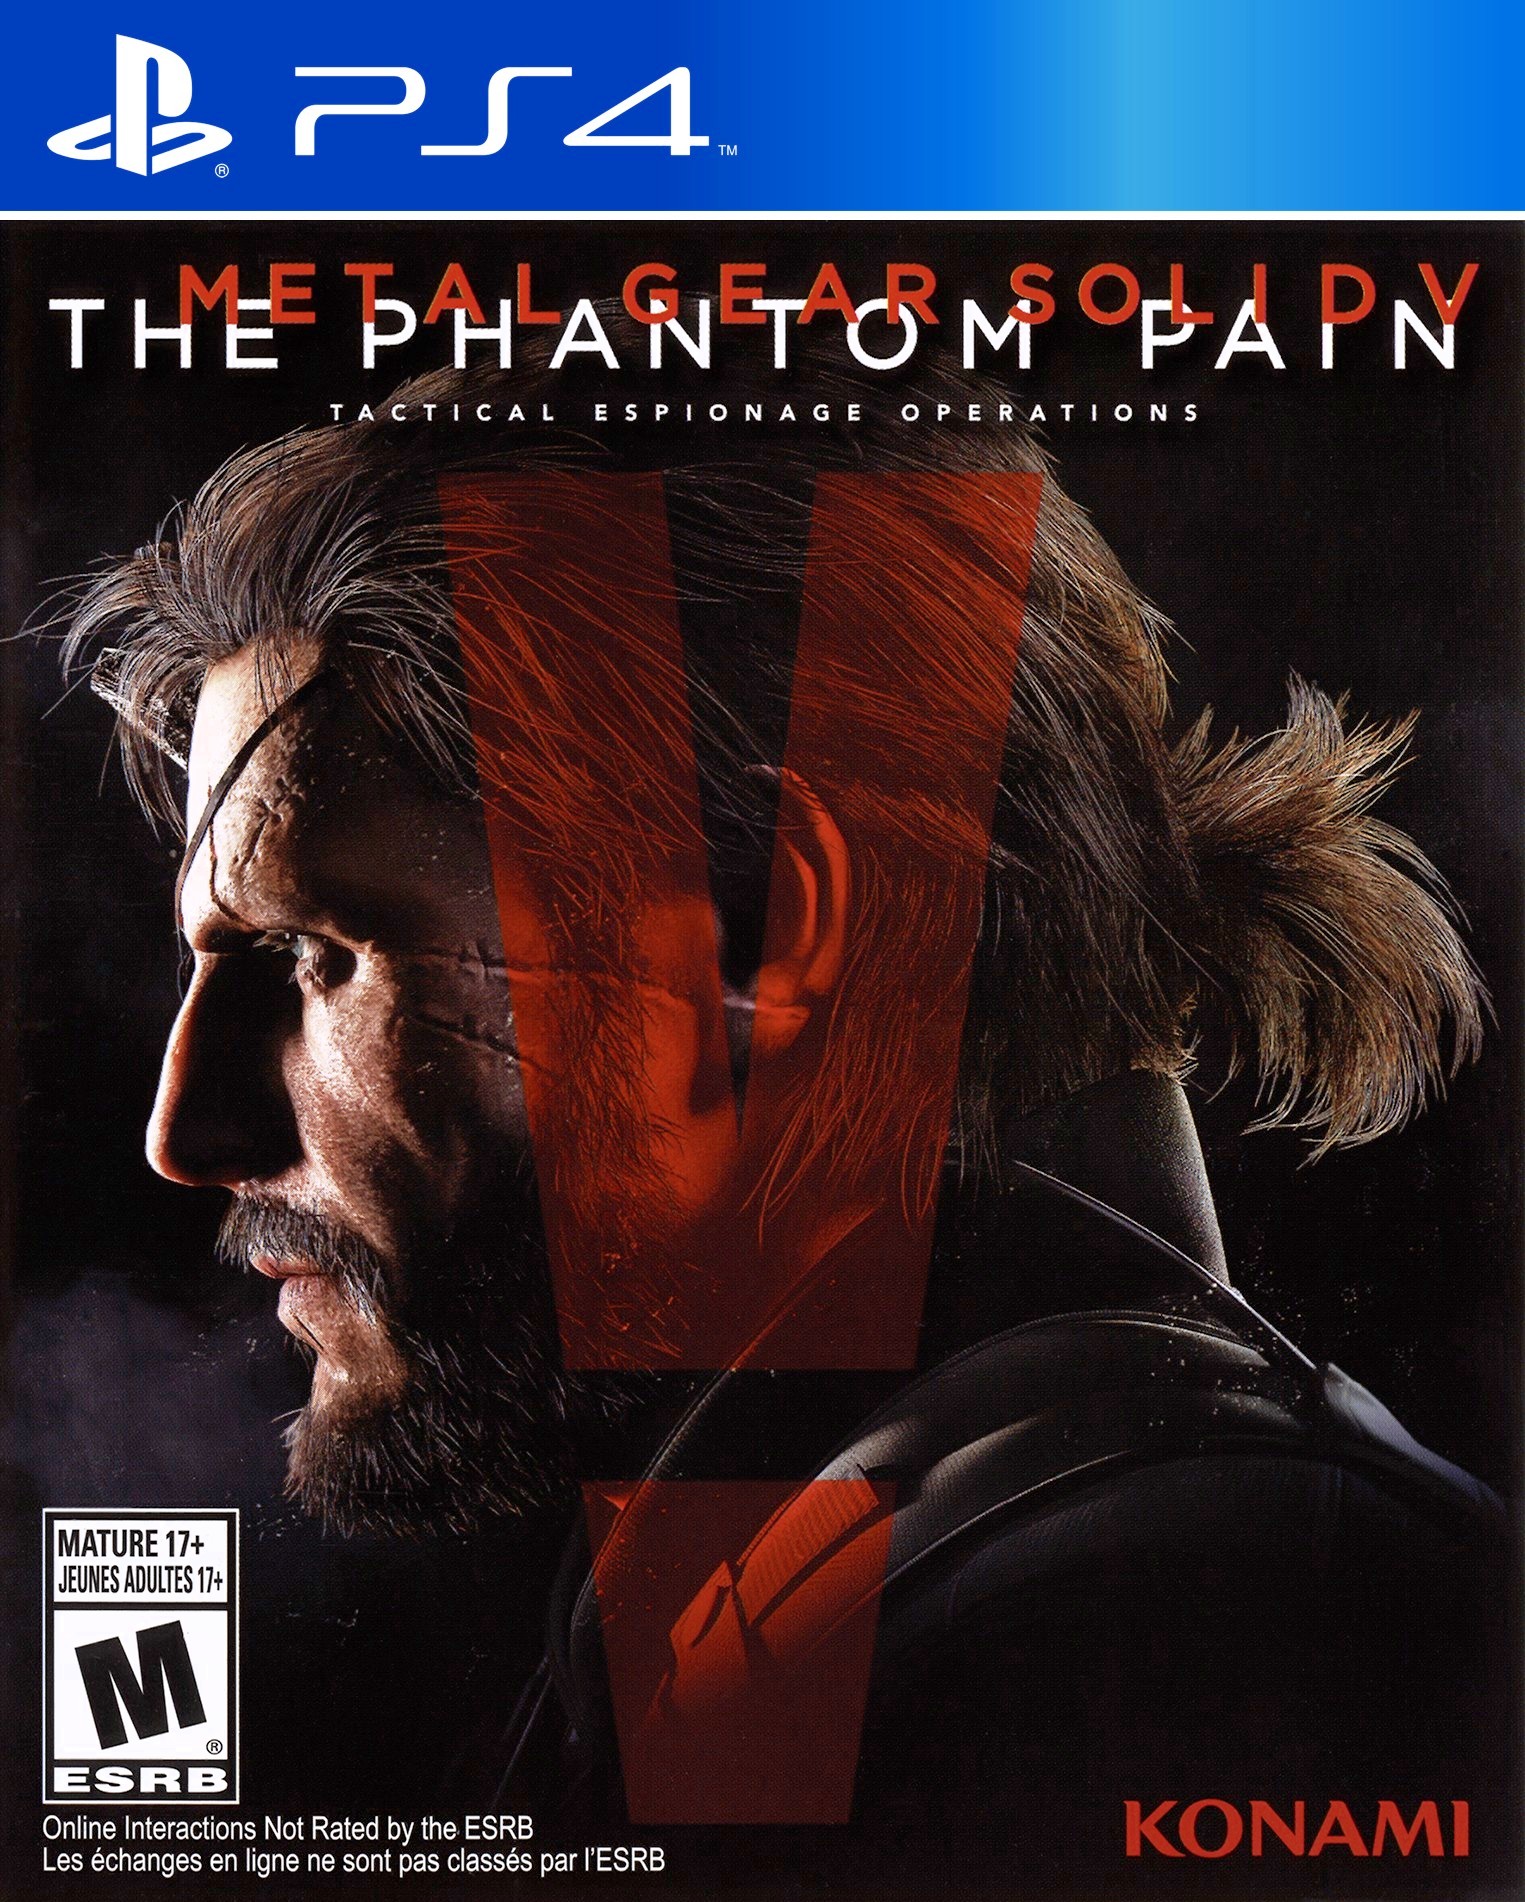 PS4™
METAL GEAR SOLID V
THE PHANTOM PAIN
TACTICAL ESPIONAGE OPERATIONS
MATURE 17+
JEUNES ADULTES 17+
M®
ESRB
Online Interactions Not Rated by the ESRB
Les échanges en ligne ne sont pas classés par l'ESRB
KONAMI